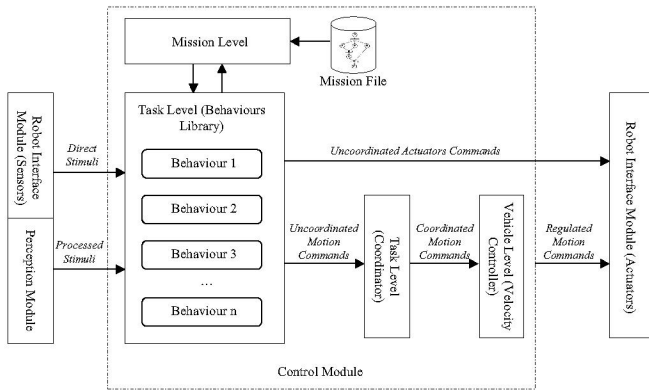 Mission Level
Mission File
Robot Interface
Module (Sensors)
Perception Module
Direct
Stimuli
Processed
Stimuli
Task Level (Behaviours
Library)
Behaviour 1
Behaviour 2
Behaviour 3
...
Behaviour n
Uncoordinated Actuators Commands
Uncoordinated
Motion
Commands
Task Level
(Coordinator)
Coordinated
Motion
Commands
Vehicle Level (Velocity
Controller)
Regulated
Motion
Commands
Robot Interface Module (Actuators)
Control Module